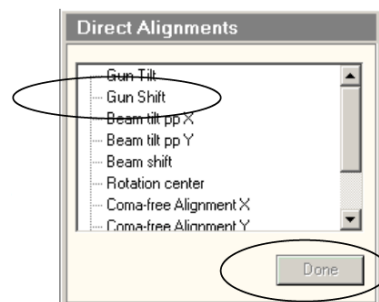 Direct Alignments
Gun Tilt
Gun Shift
Beam tilt pp X
Beam tilt pp Y
Beam shift
Rotation center
Coma-free Alignment X
Coma-free Alignment Y
Done